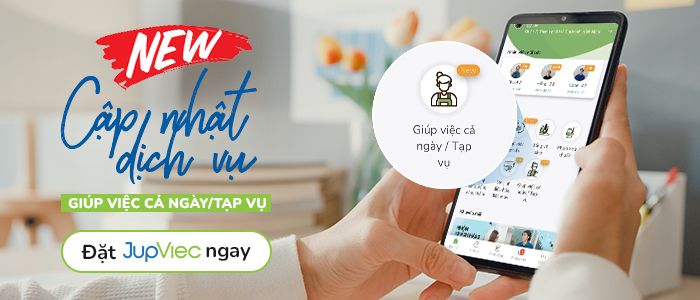 NEW
Cập nhật
dịch vụ
GIÚP VIỆC CẢ NGÀY/TẠP VỤ
Đặt JupViec ngay
New
Giúp việc cả
ngày / Tạp
vụ